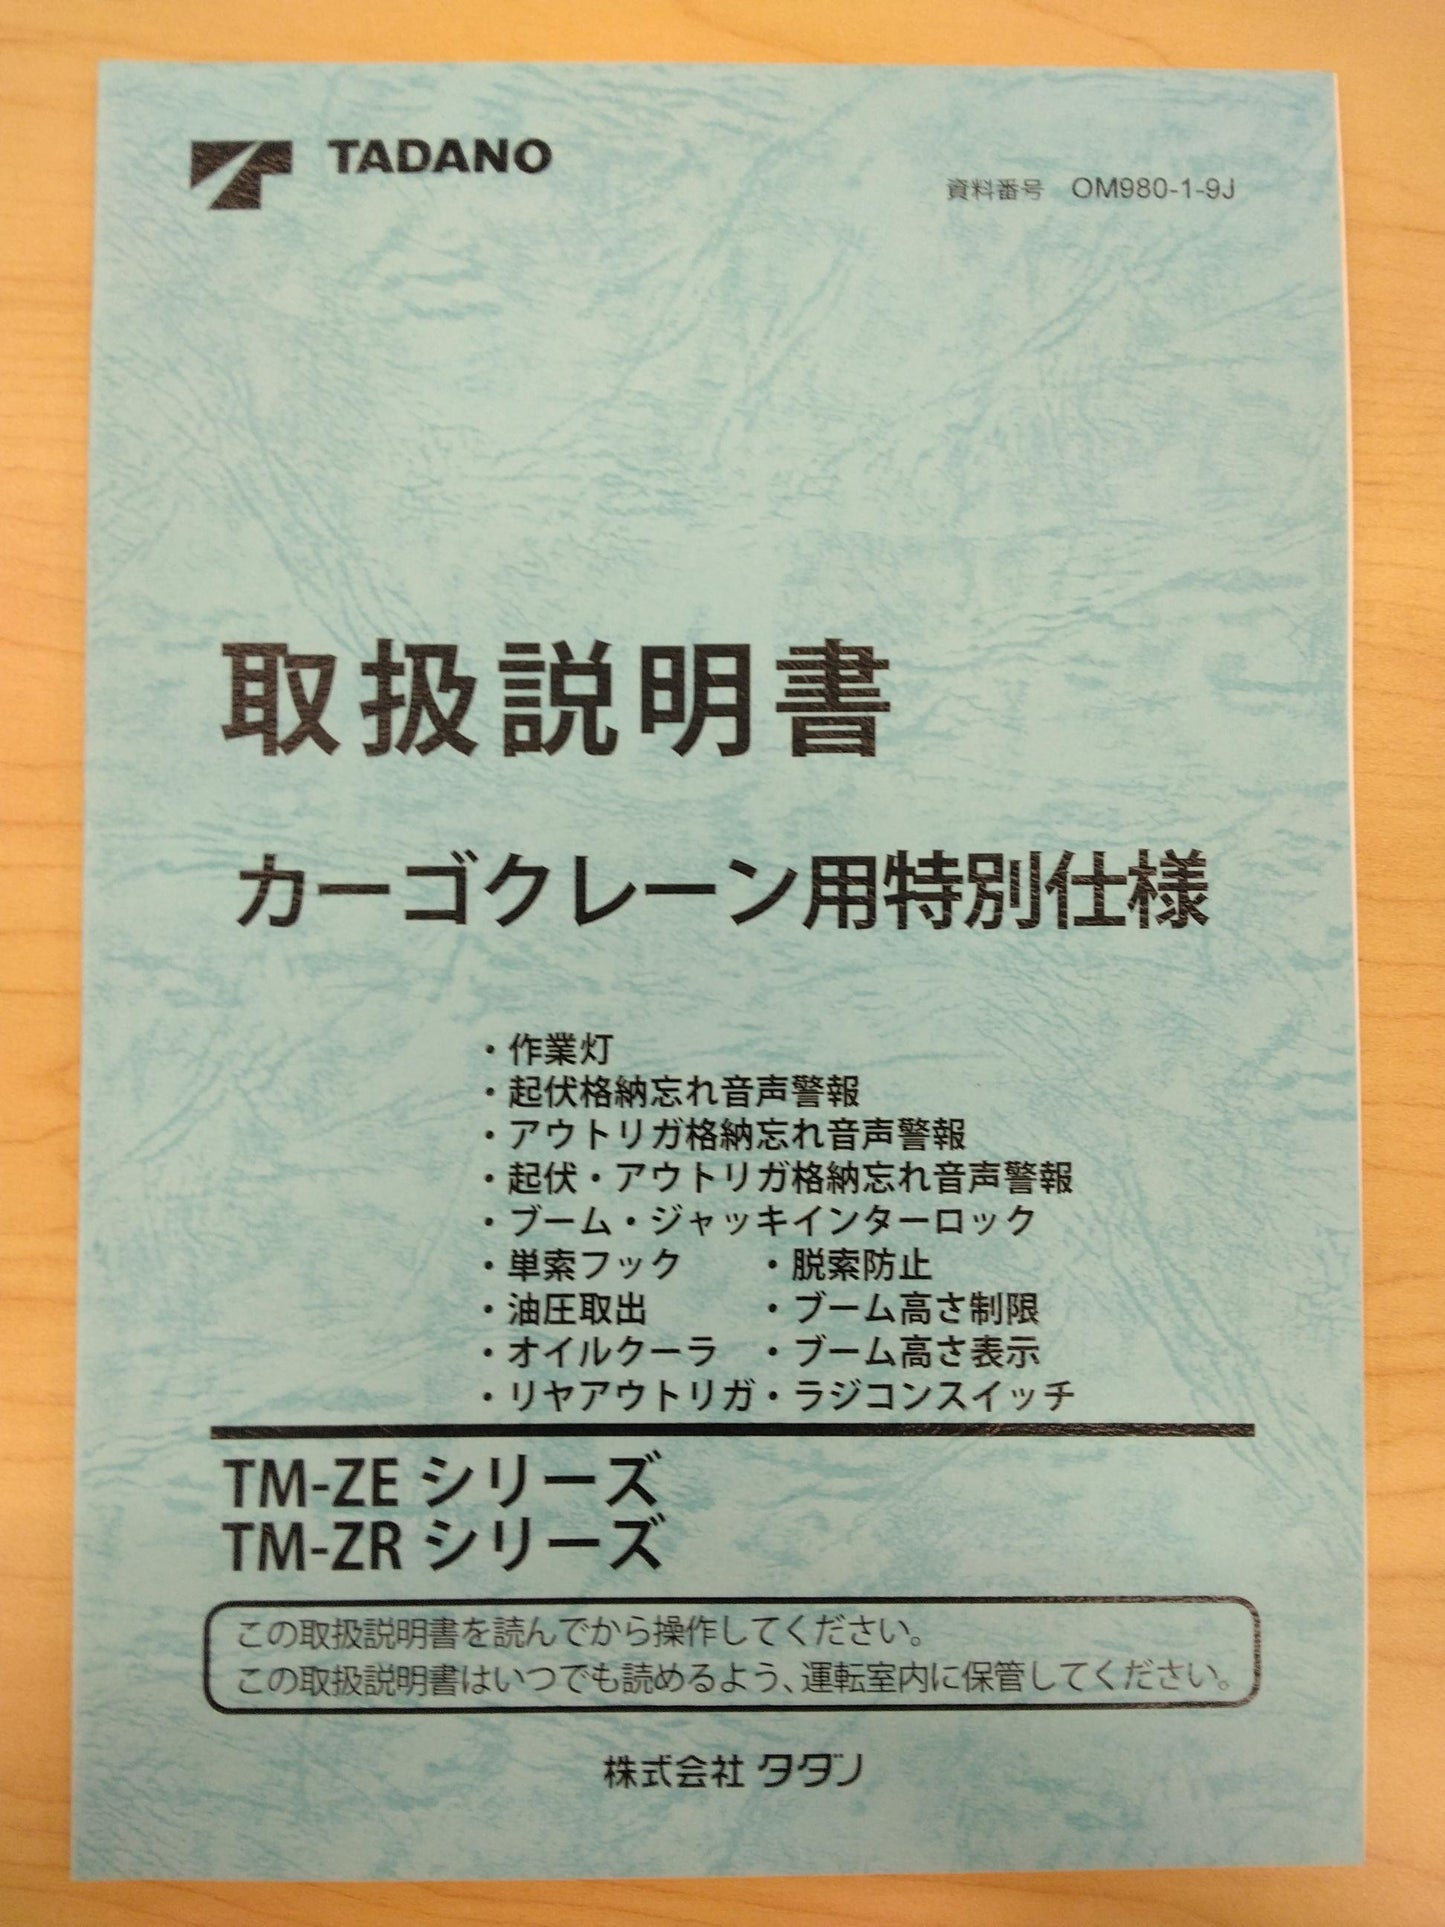 TADANO
資料番号 OM980-1-9J
取扱説明書
カーゴクレーン用特別仕様
・作業灯
・起伏格納忘れ音声警報
・アウトリガ格納忘れ音声警報
・起伏・アウトリガ格納忘れ音声警報
・ブーム・ジャッキインターロック
・単索フック ・脱索防止
・油圧取出 ・ブーム高さ制限
・オイルクーラ ・ブーム高さ表示
・リヤアウトリガ・ラジコンスイッチ
TM-ZE シリーズ
TM-ZR シリーズ
この取扱説明書を読んでから操作してください。
この取扱説明書はいつでも読めるよう、運転室内に保管してください。
株式会社 タダノ